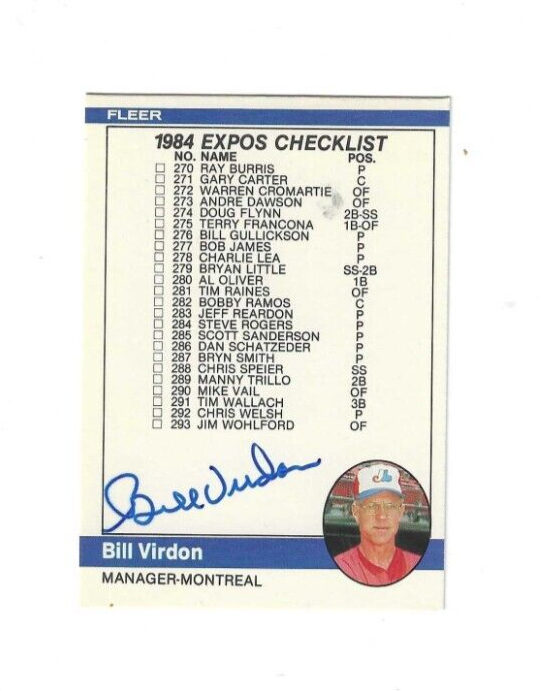 FLEER
1984 EXPOS CHECKLIST
NO. NAME POS.
270 RAY BURRIS P
271 GARY CARTER C
272 WARREN CROMARTIE OF
273 ANDRE DAWSON OF
274 DOUG FLYNN 2B-SS
275 TERRY FRANCONA 1B-OF
276 BILL GULLICKSON P
277 BOB JAMES P
278 CHARLIE LEA P
279 BRYAN LITTLE SS-2B
280 AL OLIVER 1B
281 TIM RAINES OF
282 BOBBY RAMOS C
283 JEFF REARDON P
284 STEVE ROGERS P
285 SCOTT SANDERSON P
286 DAN SCHATZEDER P
287 BRYN SMITH P
288 CHRIS SPEIER SS
289 MANNY TRILLO 2B
290 MIKE VAIL OF
291 TIM WALLACH 3B
292 CHRIS WELSH P
293 JIM WOHLFORD OF
Bill Virdon
Bill Virdon
MANAGER-MONTREAL